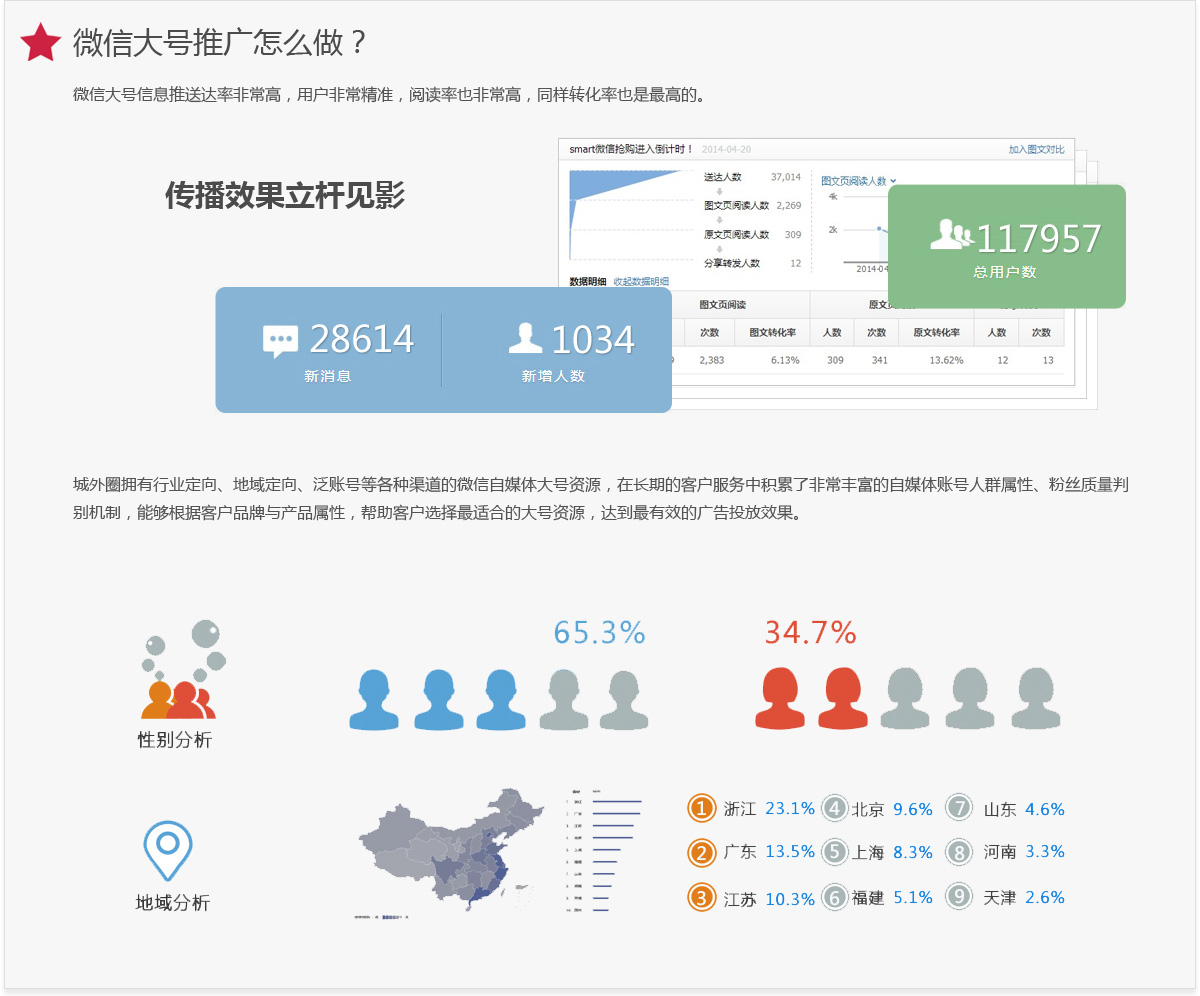 微信大号推广怎么做？
微信大号信息推送达率非常高，用户非常精准，阅读率也非常高，同样转化率也是最高的。
传播效果立杆见影
smart微信抢购进入倒计时！ 2014-04-20 加入图文对比
送达人数 37,014
图文页阅读人数 2,269
原文页阅读人数 309
分享转发人数 12
图文页阅读人数
4k
2k
2014-04
117957
总用户数
数据明细 收起数据明细
图文页阅读
次数 图文转化率 人数 次数 原文转化率 人数 次数
2,383 6.13% 309 341 13.62% 12 13
28614
新消息
1034
新增人数
城外圈拥有行业定向、地域定向、泛账号等各种渠道的微信自媒体大号资源，在长期的客户服务中积累了非常丰富的自媒体账号人群属性、粉丝质量判
别机制，能够根据客户品牌与产品属性，帮助客户选择最适合的大号资源，达到最有效的广告投放效果。
65.3% 34.7%
性别分析
1 浙江 23.1% 4 北京 9.6% 7 山东 4.6%
2 广东 13.5% 5 上海 8.3% 8 河南 3.3%
3 江苏 10.3% 6 福建 5.1% 9 天津 2.6%
地域分析